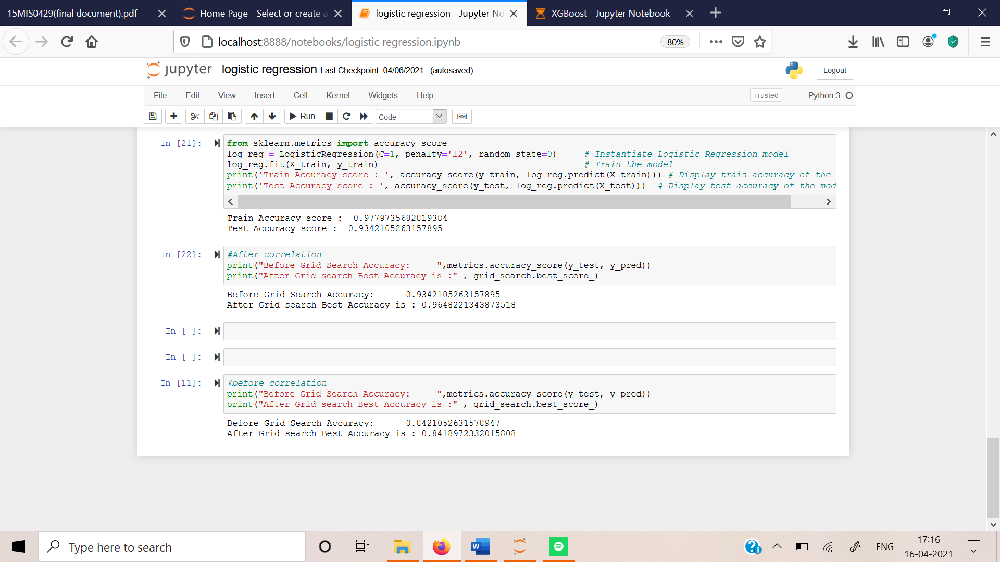 15MIS0429(final document).pdf
Home Page - Select or create a
logistic regression - Jupyter No
XGBoost - Jupyter Notebook
localhost:8888/notebooks/logistic regression.ipynb
80%
jupyter
logistic regression Last Checkpoint: 04/06/2021 (autosaved)
Logout
File Edit View Insert Cell Kernel Widgets Help
Trusted
Python 3
Run
Code
In [21]:
from sklearn.metrics import accuracy_score
log_reg = LogisticRegression(C=1, penalty='l2', random_state=0) # Instantiate Logistic Regression model
log_reg.fit(X_train, y_train) # Train the model
print('Train Accuracy score : ', accuracy_score(y_train, log_reg.predict(X_train))) # Display train accuracy of the
print('Test Accuracy score : ', accuracy_score(y_test, log_reg.predict(X_test))) # Display test accuracy of the mod
Train Accuracy score : 0.9779735682819384
Test Accuracy score : 0.9342105263157895
In [22]:
#After correlation
print("Before Grid Search Accuracy: ",metrics.accuracy_score(y_test, y_pred))
print("After Grid search Best Accuracy is :" , grid_search.best_score_)
Before Grid Search Accuracy: 0.9342105263157895
After Grid search Best Accuracy is : 0.9648221343873518
In [ ]:
In [ ]:
In [11]:
#before correlation
print("Before Grid Search Accuracy: ",metrics.accuracy_score(y_test, y_pred))
print("After Grid search Best Accuracy is :" , grid_search.best_score_)
Before Grid Search Accuracy: 0.8421052631578947
After Grid search Best Accuracy is : 0.8418972332015808
Type here to search
W
ENG
17:16
16-04-2021